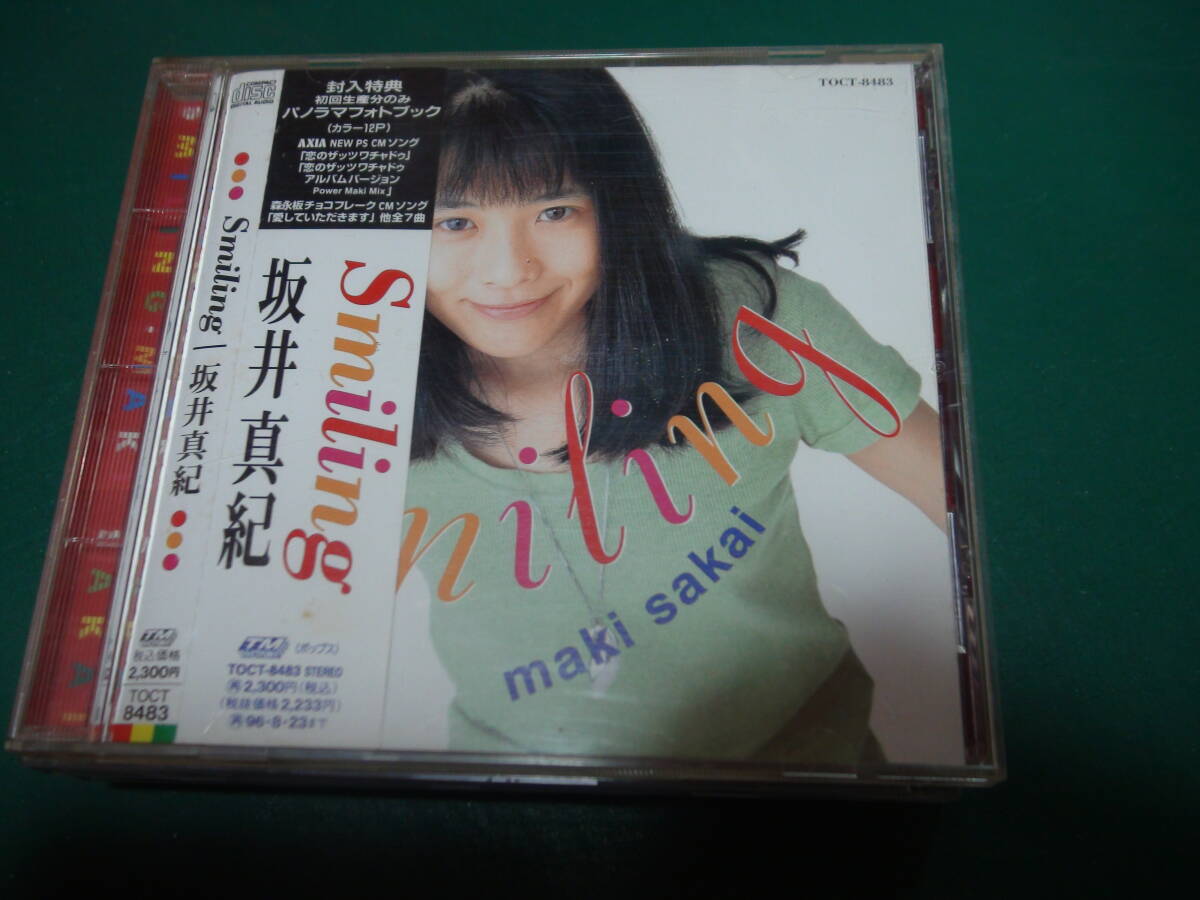 COMPACT
disc
DIGITAL AUDIO
封入特典
初回生産分のみ
パノラマフォトブック
(カラー12P)
AXIA NEW PS CMソング
「恋のザッツワチャドゥ」
「恋のザッツワチャドゥ
アルバムバージョン
Power Maki Mix」
森永板チョコフレークCMソング
「愛していただきます」他全7曲
Smiling
坂井真紀
TM
(ポップス)
TOCT-8483 STEREO
再2,300円(税込)
(税抜価格2,233円)
再96・8・23まで
Smiling | 坂井真紀
TM
税込価格
2,300円
TOCT
8483
TOCT-8483
niling
maki sakai